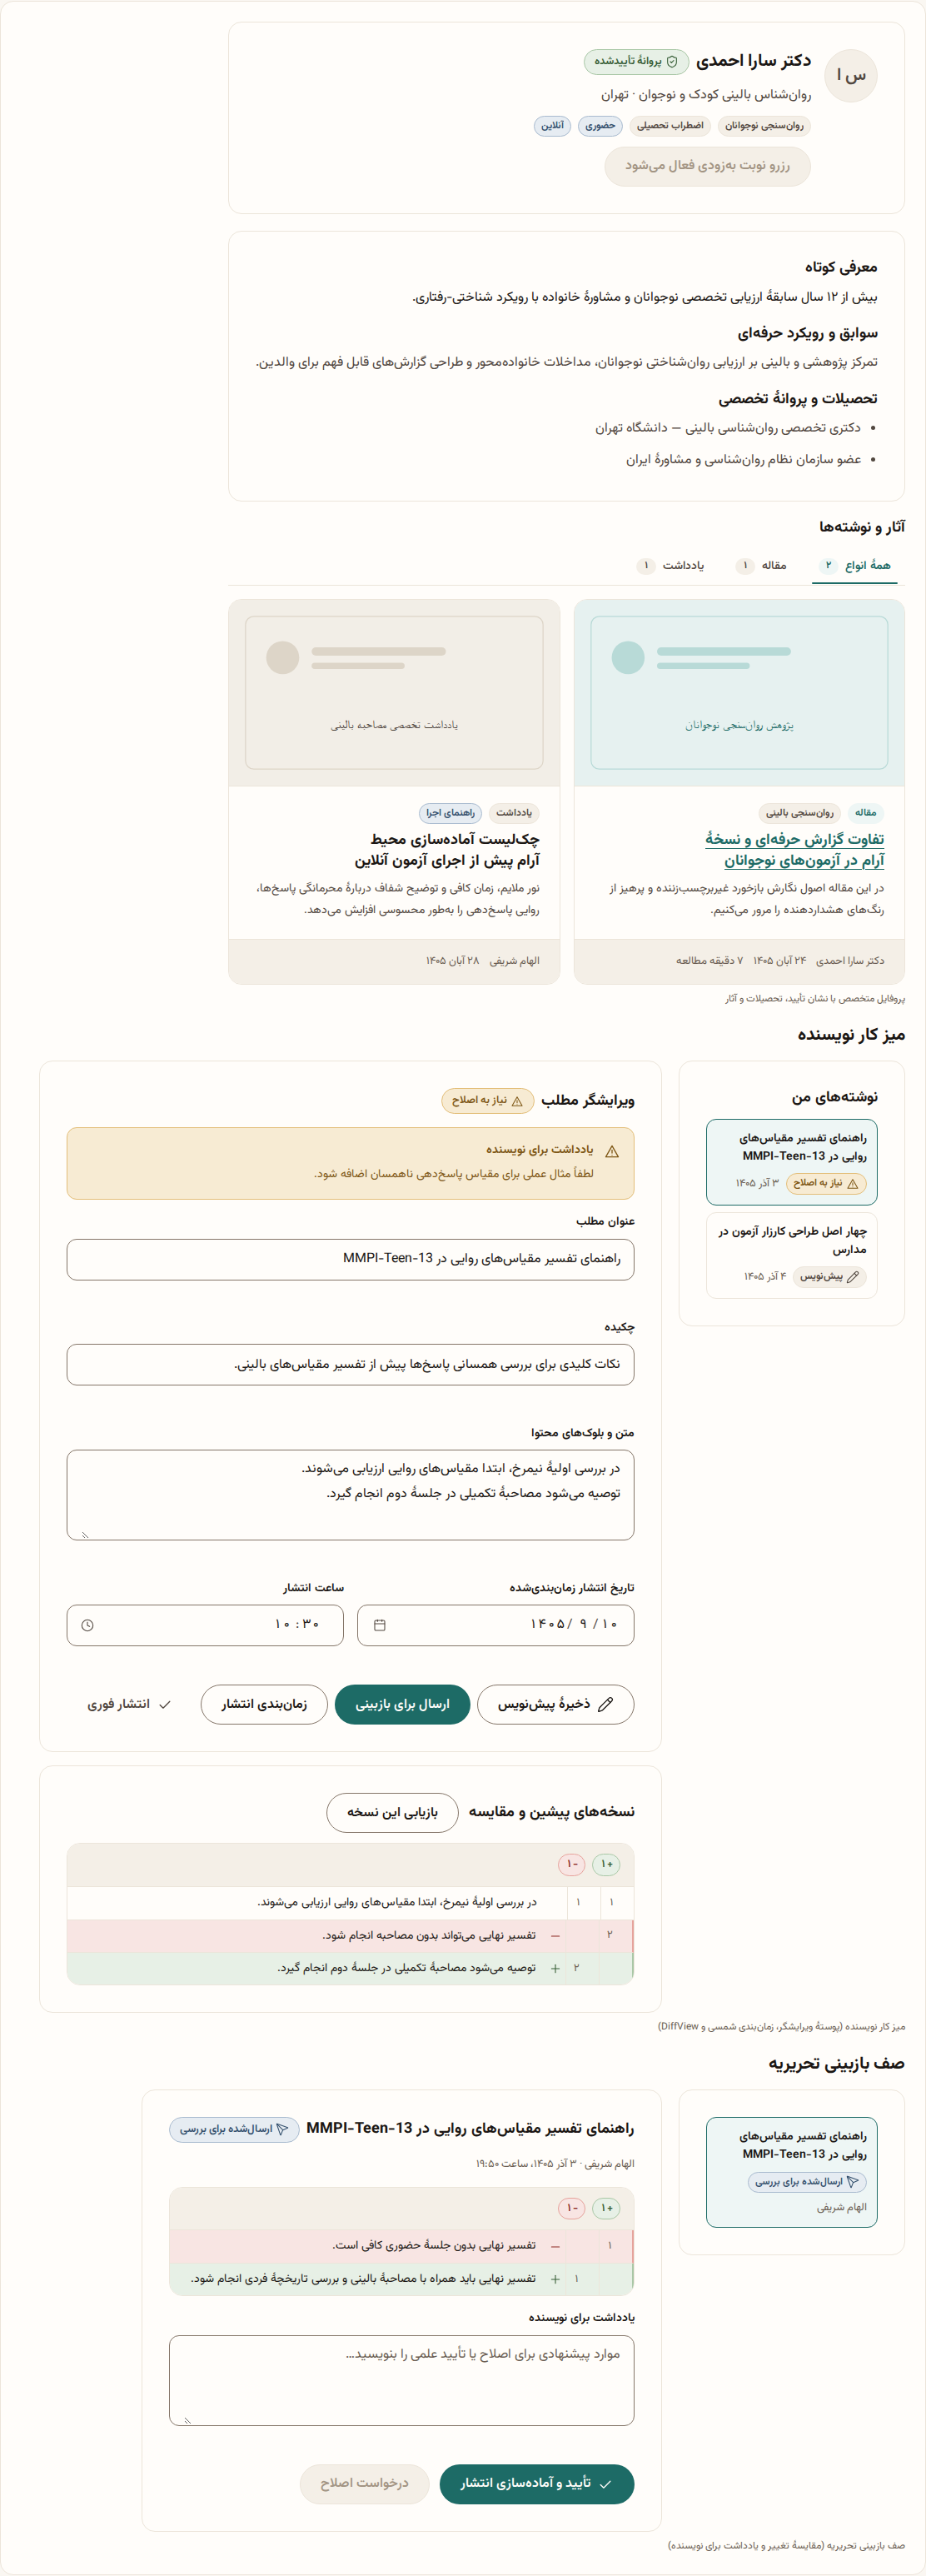 س ا
دکتر سارا احمدی
پروانهٔ تأییدشده
روان‌شناس بالینی کودک و نوجوان · تهران
روان‌سنجی نوجوانان
اضطراب تحصیلی
حضوری
آنلاین
رزرو نوبت به‌زودی فعال می‌شود
معرفی کوتاه
بیش از ۱۲ سال سابقهٔ ارزیابی تخصصی نوجوانان و مشاورهٔ خانواده با رویکرد شناختی-رفتاری.
سوابق و رویکرد حرفه‌ای
تمرکز پژوهشی و بالینی بر ارزیابی روان‌شناختی نوجوانان، مداخلات خانواده‌محور و طراحی گزارش‌های قابل فهم برای والدین.
تحصیلات و پروانهٔ تخصصی
• دکتری تخصصی روان‌شناسی بالینی — دانشگاه تهران
• عضو سازمان نظام روان‌شناسی و مشاورهٔ ایران
آثار و نوشته‌ها
همهٔ انواع ۲
مقاله ۱
یادداشت ۱
پژوهش روان‌سنجی نوجوانان
مقاله
روان‌سنجی بالینی
تفاوت گزارش حرفه‌ای و نسخهٔ
آرام در آزمون‌های نوجوانان
در این مقاله اصول نگارش بازخورد غیربرچسب‌زننده و پرهیز از
رنگ‌های هشداردهنده را مرور می‌کنیم.
دکتر سارا احمدی ۲۴ آبان ۱۴۰۵ ۷ دقیقه مطالعه
یادداشت تخصصی مصاحبه بالینی
یادداشت
راهنمای اجرا
چک‌لیست آماده‌سازی محیط
آرام پیش از اجرای آزمون آنلاین
نور ملایم، زمان کافی و توضیح شفاف دربارهٔ محرمانگی پاسخ‌ها،
روایی پاسخ‌دهی را به‌طور محسوسی افزایش می‌دهد.
الهام شریفی ۲۸ آبان ۱۴۰۵
پروفایل متخصص با نشان تأیید، تحصیلات و آثار
میز کار نویسنده
نوشته‌های من
راهنمای تفسیر مقیاس‌های
روایی در MMPI-Teen-13
نیاز به اصلاح
۳ آذر ۱۴۰۵
چهار اصل طراحی کارزار آزمون در
مدارس
پیش‌نویس
۴ آذر ۱۴۰۵
ویرایشگر مطلب
نیاز به اصلاح
یادداشت برای نویسنده
لطفاً مثال عملی برای مقیاس پاسخ‌دهی ناهمسان اضافه شود.
عنوان مطلب
راهنمای تفسیر مقیاس‌های روایی در MMPI-Teen-13
چکیده
نکات کلیدی برای بررسی همسانی پاسخ‌ها پیش از تفسیر مقیاس‌های بالینی.
متن و بلوک‌های محتوا
در بررسی اولیهٔ نیمرخ، ابتدا مقیاس‌های روایی ارزیابی می‌شوند.
توصیه می‌شود مصاحبهٔ تکمیلی در جلسهٔ دوم انجام گیرد.
تاریخ انتشار زمان‌بندی‌شده
۱۴۰۵/ ۹ /۱۰
ساعت انتشار
۱۰:۳۰
ذخیرهٔ پیش‌نویس
ارسال برای بازبینی
زمان‌بندی انتشار
انتشار فوری
نسخه‌های پیشین و مقایسه
بازیابی این نسخه
+۱
-۱
۱ ۱ در بررسی اولیهٔ نیمرخ، ابتدا مقیاس‌های روایی ارزیابی می‌شوند.
۲ − تفسیر نهایی می‌تواند بدون مصاحبه انجام شود.
۲ + توصیه می‌شود مصاحبهٔ تکمیلی در جلسهٔ دوم انجام گیرد.
میز کار نویسنده (پوستهٔ ویرایشگر، زمان‌بندی شمسی و DiffView)
صف بازبینی تحریریه
راهنمای تفسیر مقیاس‌های
روایی در MMPI-Teen-13
ارسال‌شده برای بررسی
الهام شریفی
راهنمای تفسیر مقیاس‌های روایی در MMPI-Teen-13
ارسال‌شده برای بررسی
الهام شریفی · ۳ آذر ۱۴۰۵، ساعت ۱۹:۵۰
+۱
-۱
۱ − تفسیر نهایی بدون جلسهٔ حضوری کافی است.
۱ + تفسیر نهایی باید همراه با مصاحبهٔ بالینی و بررسی تاریخچهٔ فردی انجام شود.
یادداشت برای نویسنده
موارد پیشنهادی برای اصلاح یا تأیید علمی را بنویسید...
تأیید و آماده‌سازی انتشار
درخواست اصلاح
صف بازبینی تحریریه (مقایسهٔ تغییر و یادداشت برای نویسنده)